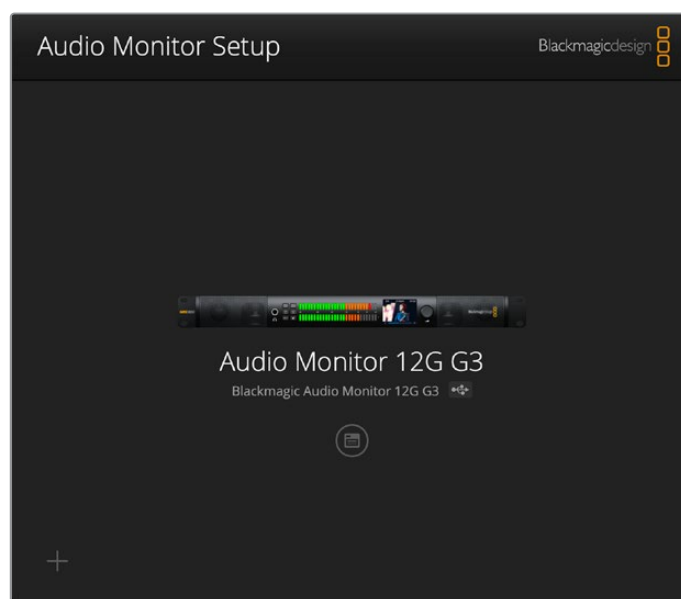 Audio Monitor Setup
Blackmagicdesign
Audio Monitor 12G G3
Blackmagic Audio Monitor 12G G3